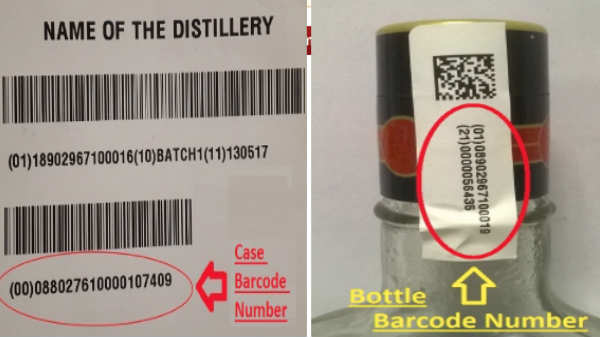 NAME OF THE DISTILLERY
(01)18902967100016(10)BATCH1(11)130517
(00)088027610000107409
Case
Barcode
Number
(01)08902967100019
(21)0000056436
Bottle
Barcode Number